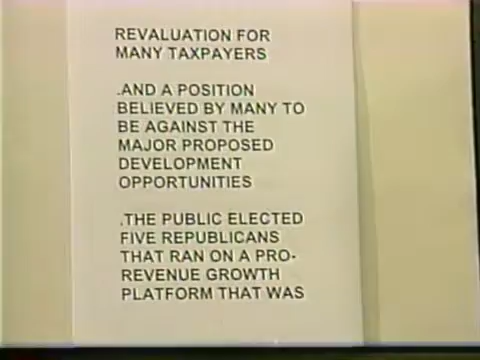 REVALUATION FOR
MANY TAXPAYERS
.AND A POSITION
BELIEVED BY MANY TO
BE AGAINST THE
MAJOR PROPOSED
DEVELOPMENT
OPPORTUNITIES
.THE PUBLIC ELECTED
FIVE REPUBLICANS
THAT RAN ON A PRO-
REVENUE GROWTH
PLATFORM THAT WAS